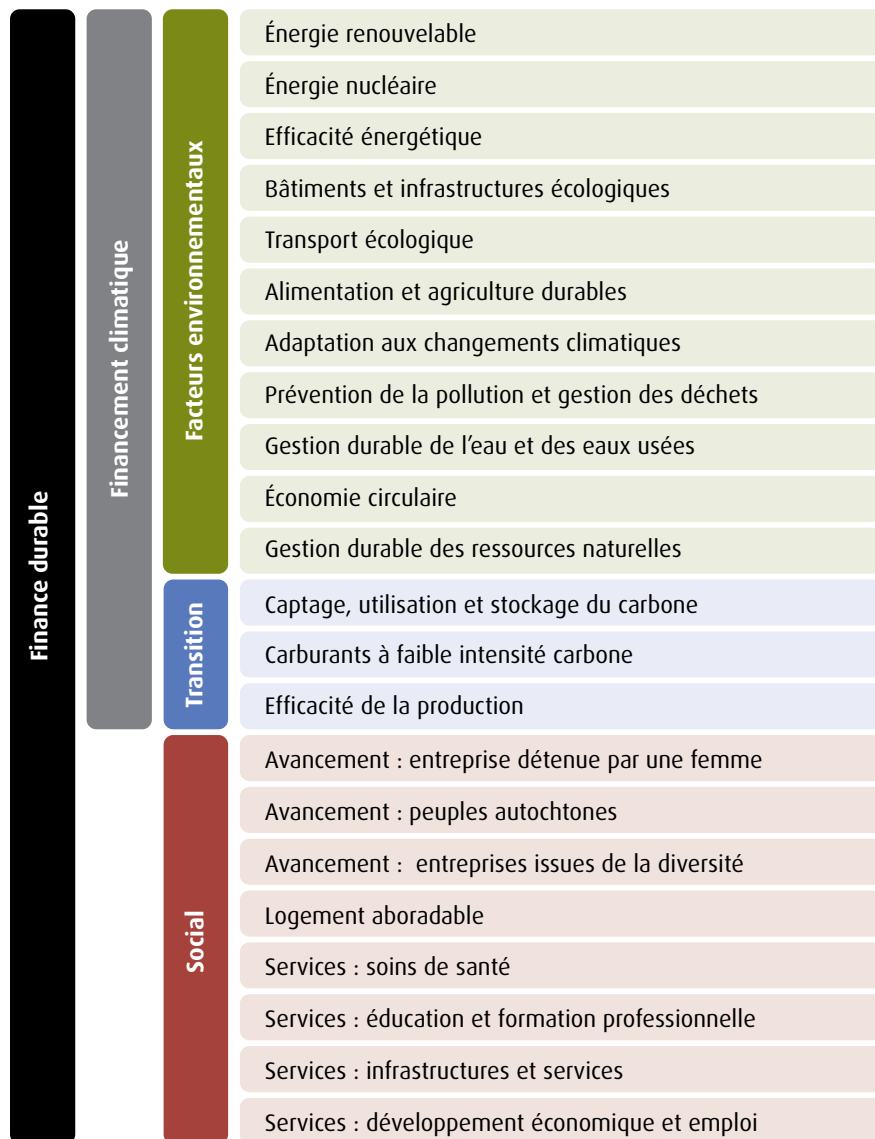 Finance durable
Financement climatique
Facteurs environnementaux
Énergie renouvelable
Énergie nucléaire
Efficacité énergétique
Bâtiments et infrastructures écologiques
Transport écologique
Alimentation et agriculture durables
Adaptation aux changements climatiques
Prévention de la pollution et gestion des déchets
Gestion durable de l’eau et des eaux usées
Économie circulaire
Gestion durable des ressources naturelles
Transition
Captage, utilisation et stockage du carbone
Carburants à faible intensité carbone
Efficacité de la production
Social
Avancement : entreprise détenue par une femme
Avancement : peuples autochtones
Avancement :  entreprises issues de la diversité
Logement aboradable
Services : soins de santé
Services : éducation et formation professionnelle
Services : infrastructures et services
Services : développement économique et emploi